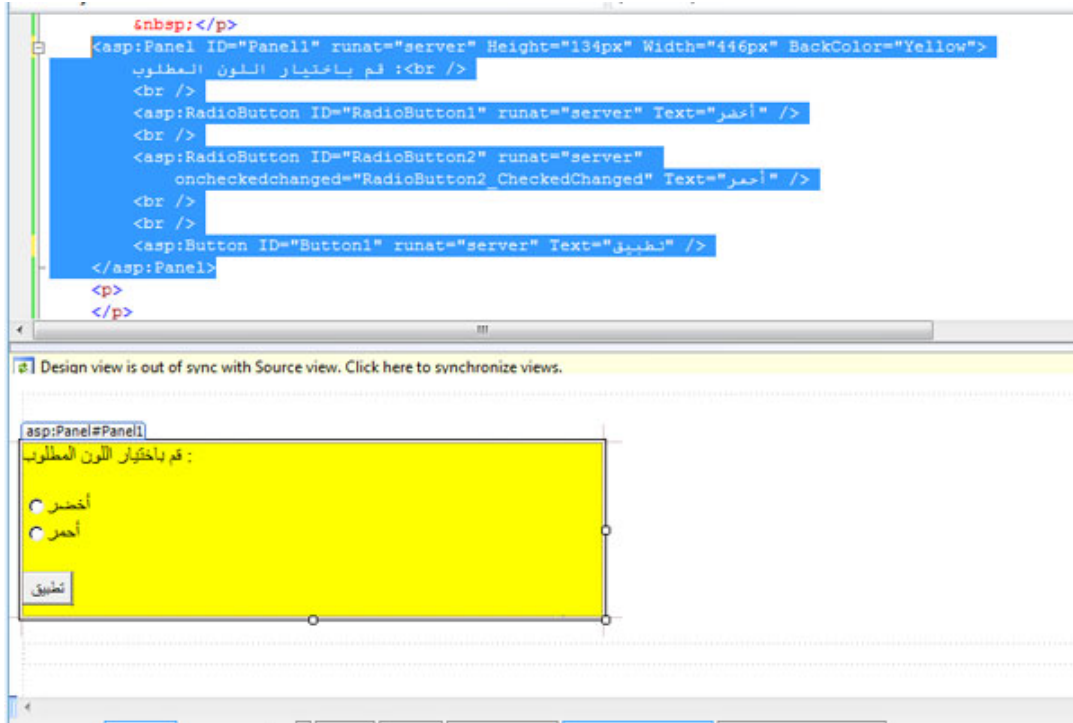 &nbsp;</p>
<asp:Panel ID="Panel1" runat="server" Height="134px" Width="446px" BackColor="Yellow">
قم باختيار اللون المطلوب :<br />
<br />
<asp:RadioButton ID="RadioButton1" runat="server" Text="أخضر" />
<br />
<asp:RadioButton ID="RadioButton2" runat="server"
oncheckedchanged="RadioButton2_CheckedChanged" Text="أحمر" />
<br />
<br />
<asp:Button ID="Button1" runat="server" Text="تطبيق" />
</asp:Panel>
<p>
</p>
Design view is out of sync with Source view. Click here to synchronize views.
asp:Panel#Panel1
قم باختيار اللون المطلوب :
أخضر
أحمر
تطبيق